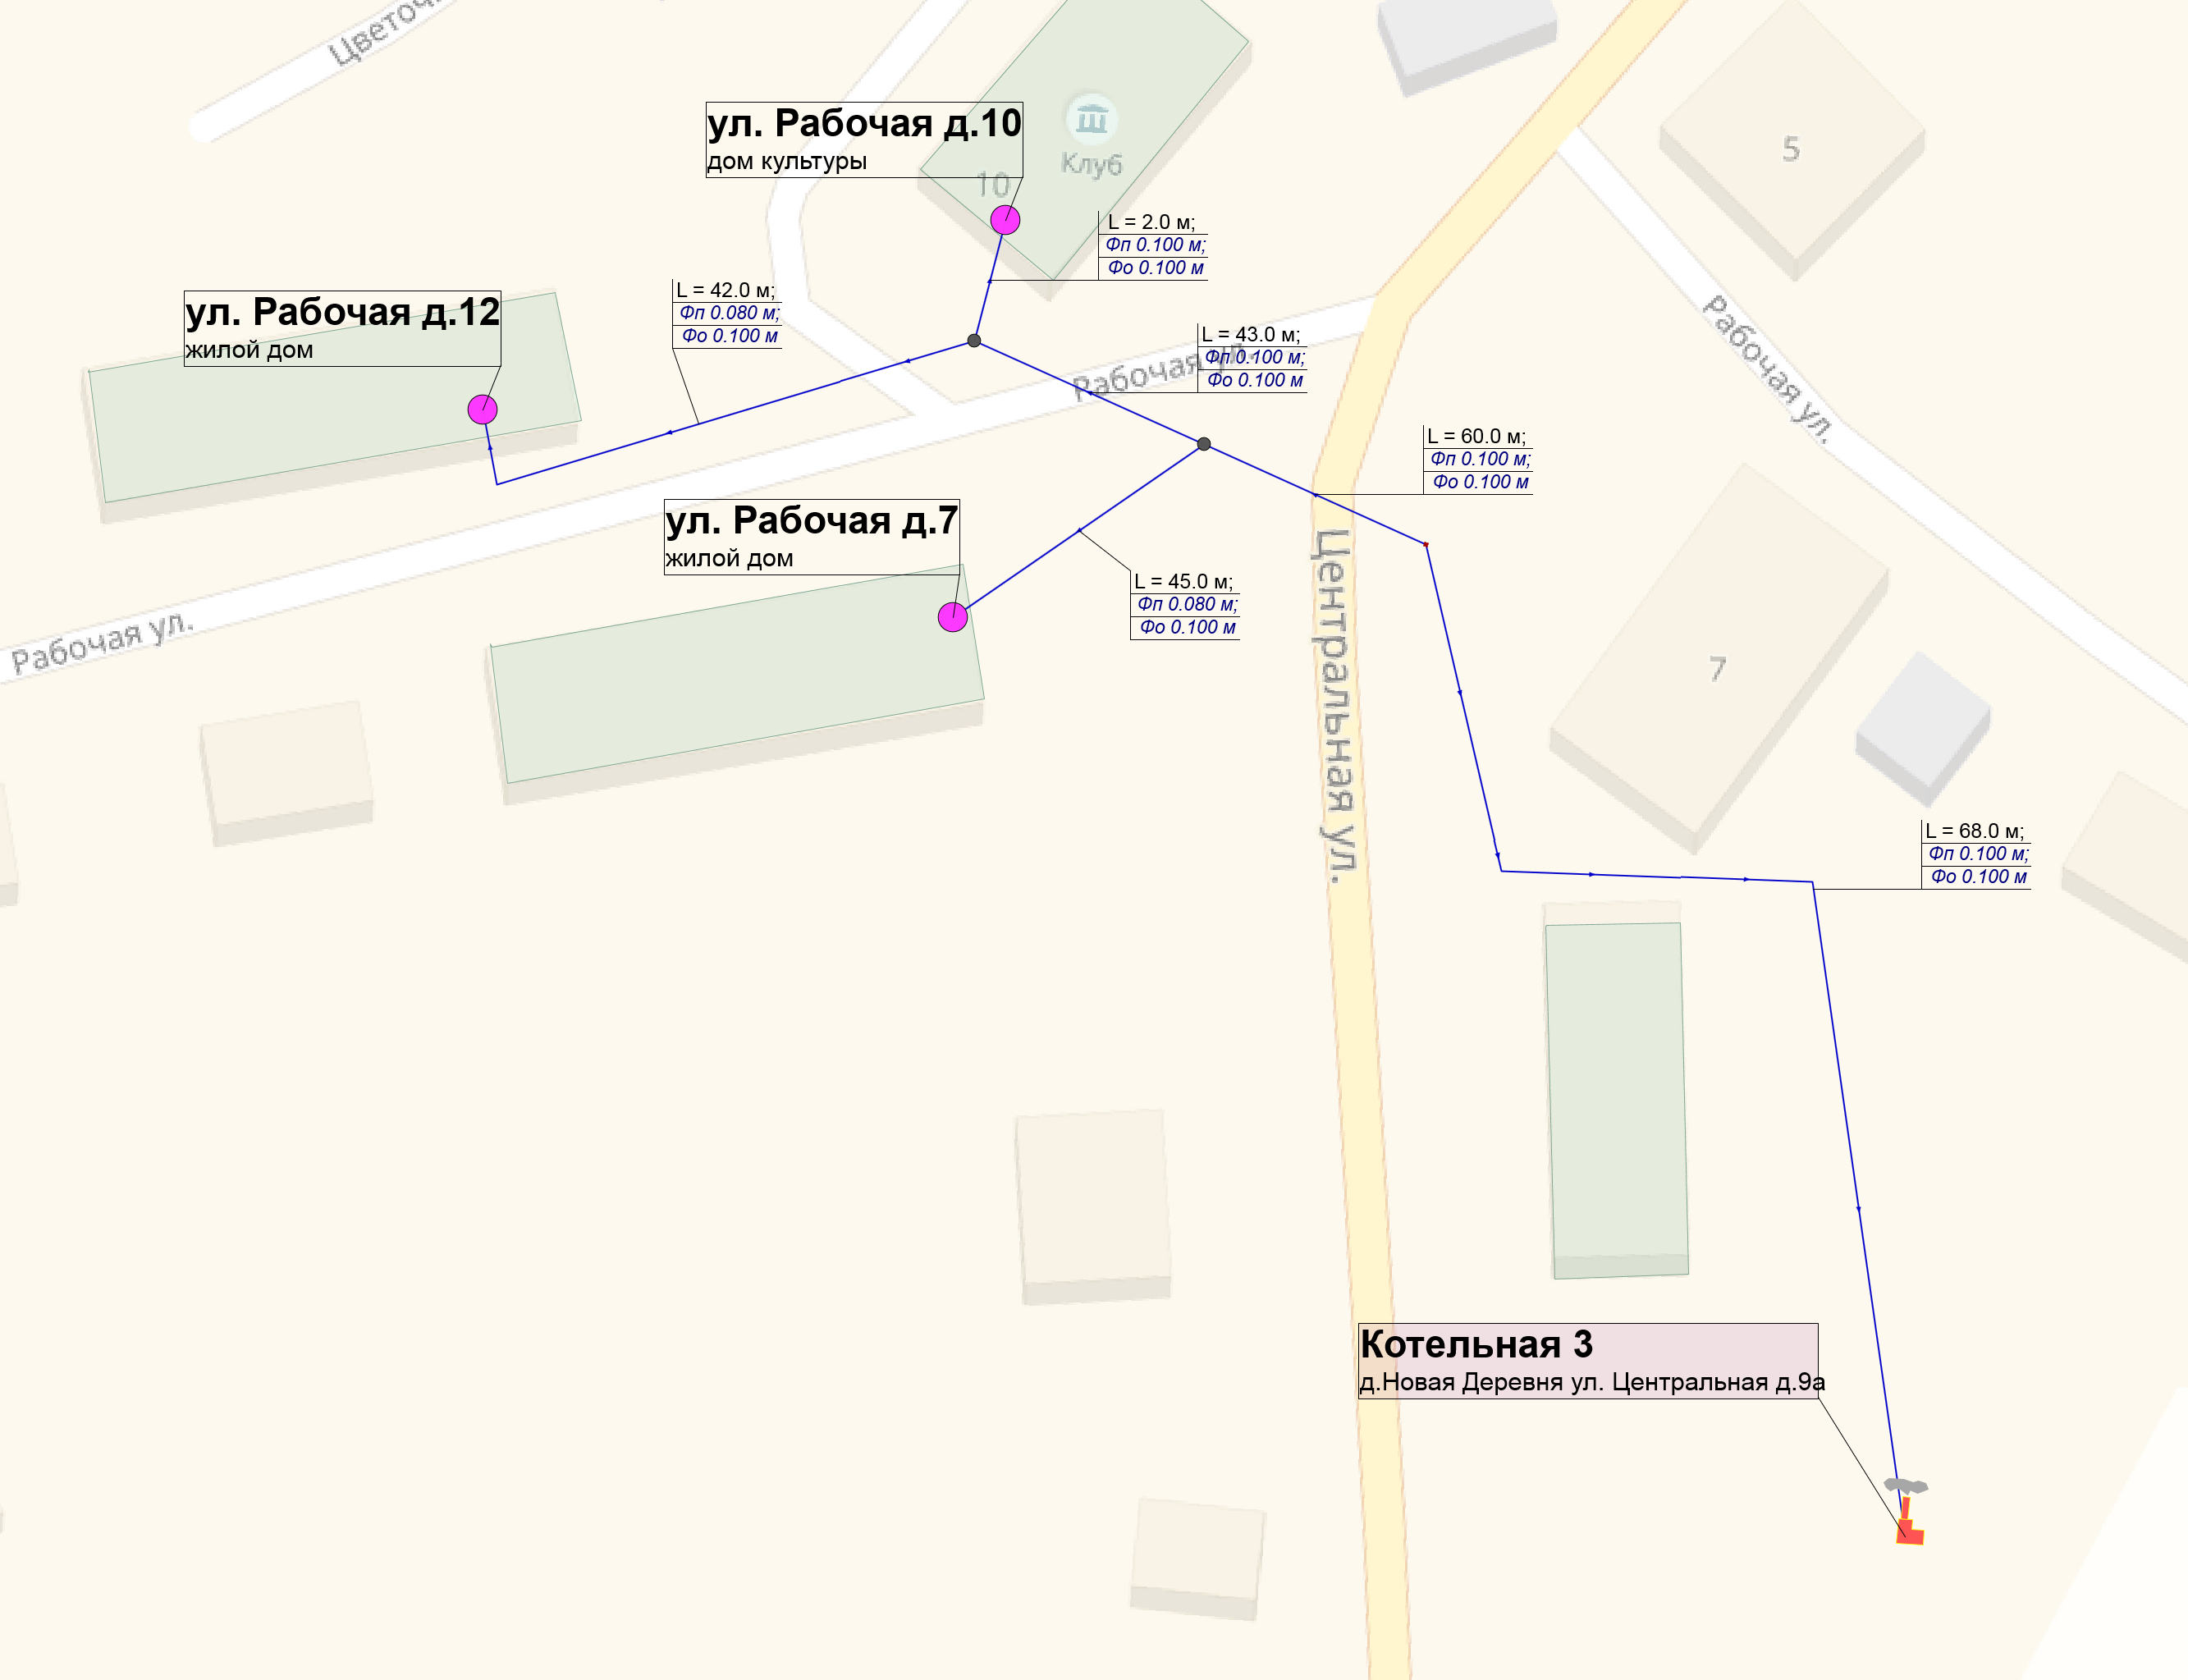 ул. Рабочая д.10
дом культуры
10
Клуб
5
L = 2.0 м;
Фп 0.100 м;
Фо 0.100 м
ул. Рабочая д.12
жилой дом
L = 42.0 м;
Фп 0.080 м;
Фо 0.100 м
L = 43.0 м;
Фп 0.100 м;
Фо 0.100 м
Рабочая ул.
Рабочая ул.
L = 60.0 м;
Фп 0.100 м;
Фо 0.100 м
ул. Рабочая д.7
жилой дом
L = 45.0 м;
Фп 0.080 м;
Фо 0.100 м
Рабочая ул.
Центральная ул.
7
L = 68.0 м;
Фп 0.100 м;
Фо 0.100 м
Котельная 3
д.Новая Деревня ул. Центральная д.9а